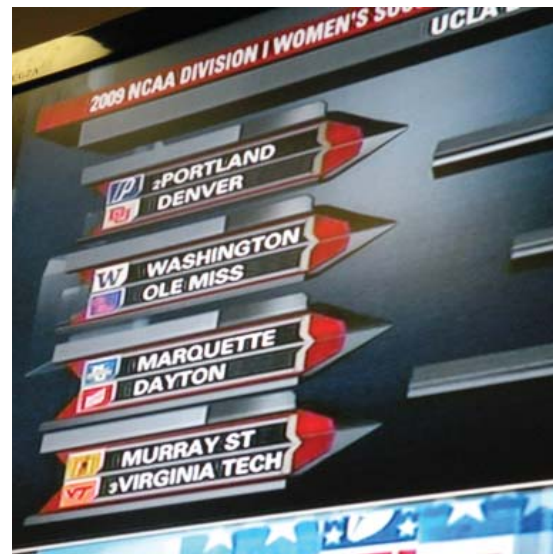 2009 NCAA DIVISION I WOMEN'S
UCLA
2PORTLAND
DENVER
WASHINGTON
OLE MISS
MARQUETTE
DAYTON
MURRAY ST
3VIRGINIA TECH